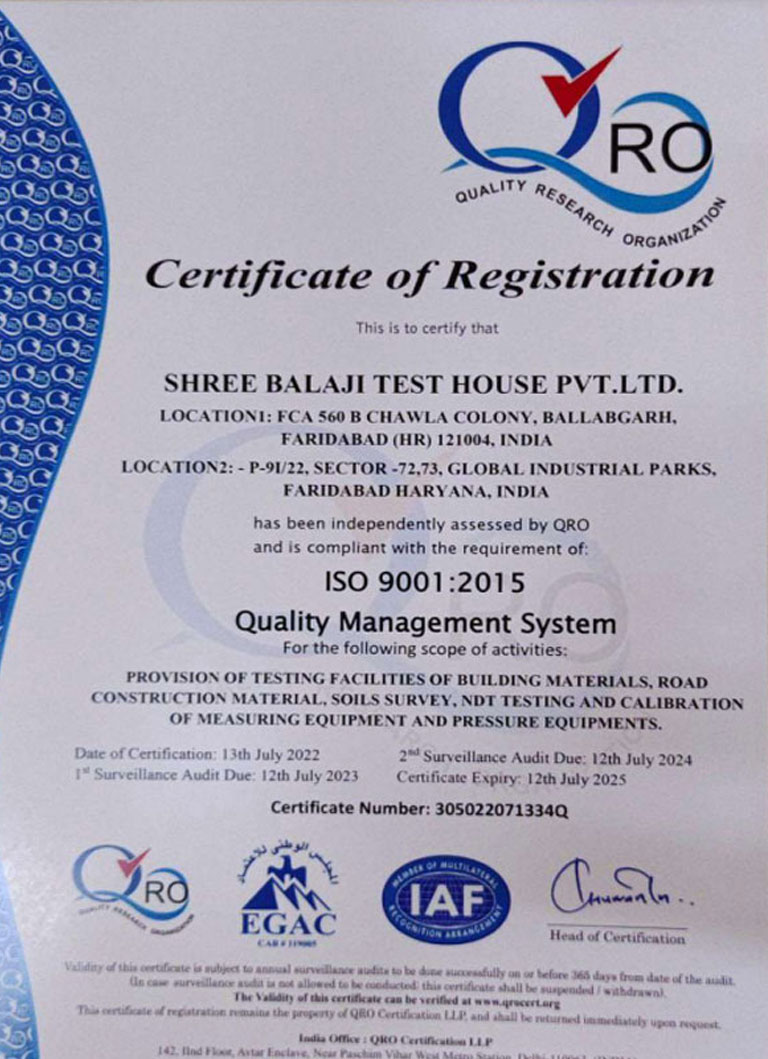 QRO
QUALITY RESEARCH ORGANIZATION
Certificate of Registration
This is to certify that
SHREE BALAJI TEST HOUSE PVT.LTD.
LOCATION1: FCA 560 B CHAWLA COLONY, BALLABGARH,
FARIDABAD (HR) 121004, INDIA
LOCATION2: - P-91/22, SECTOR -72,73, GLOBAL INDUSTRIAL PARKS,
FARIDABAD HARYANA, INDIA
has been independently assessed by QRO
and is compliant with the requirement of:
ISO 9001:2015
Quality Management System
For the following scope of activities:
PROVISION OF TESTING FACILITIES OF BUILDING MATERIALS, ROAD
CONSTRUCTION MATERIAL, SOILS SURVEY, NDT TESTING AND CALIBRATION
OF MEASURING EQUIPMENT AND PRESSURE EQUIPMENTS.
Date of Certification: 13th July 2022
2nd Surveillance Audit Due: 12th July 2024
1st Surveillance Audit Due: 12th July 2023
Certificate Expiry: 12th July 2025
Certificate Number: 305022071334Q
QRO
QUALITY RESEARCH ORGANIZATION
المجلس الوطني للاعتماد
EGAC
CAB # 119005
MEMBER OF MULTILATERAL
IAF
RECOGNITION ARRANGEMENT
Head of Certification
Validity of this certificate is subject to annual surveillance audits to be done successfully on or before 365 days from date of the audit.
(In case surveillance audit is not allowed to be conducted; this certificate shall be suspended / withdrawn).
The Validity of this certificate can be verified at www.qrocert.org
This certificate of registration remains the property of QRO Certification LLP, and shall be returned immediately upon request.
India Office : QRO Certification LLP
142, IInd Floor, Avtar Enclave, Near Paschim Vihar West Metro Station, Delhi